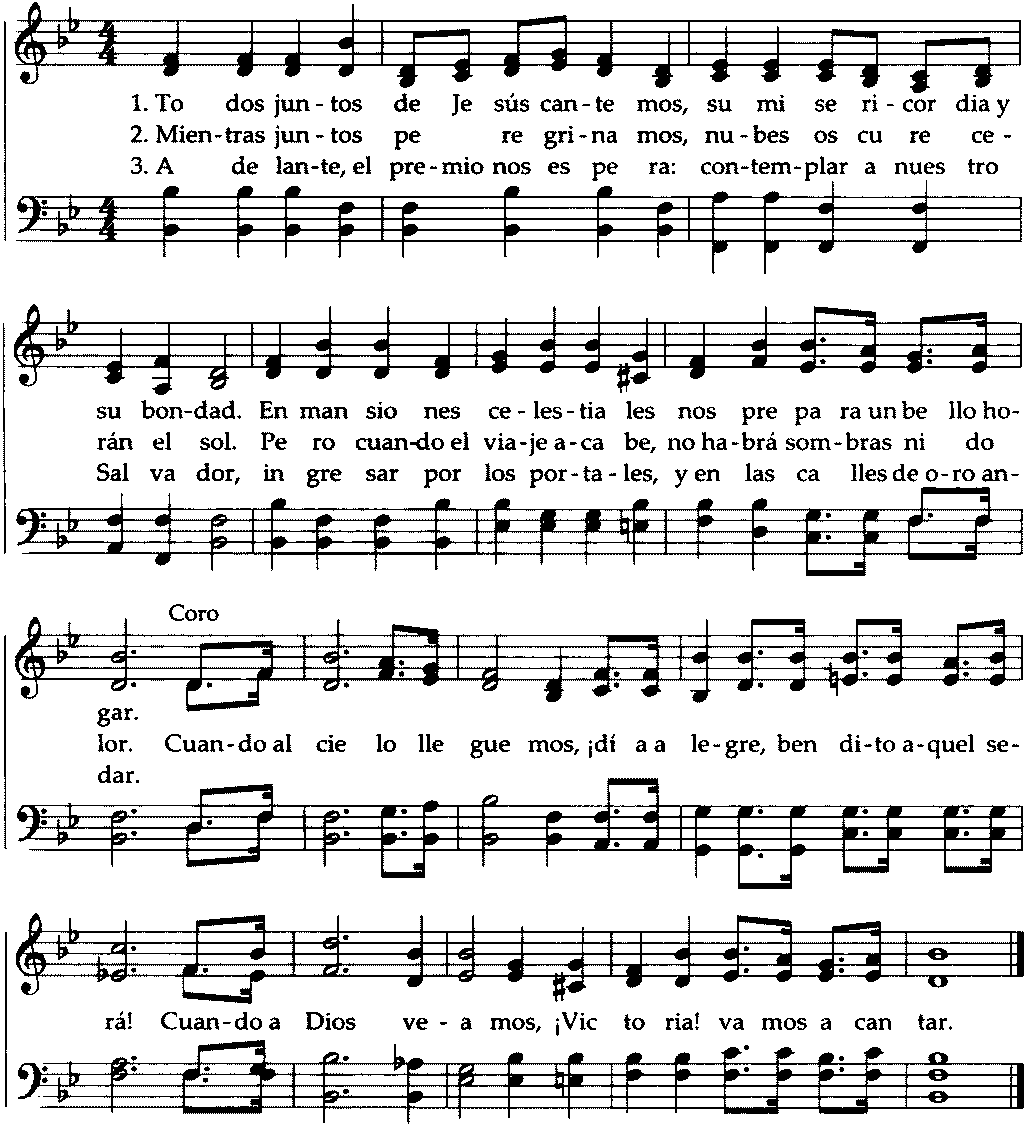 1. To dos jun-tos de Je sús can-te mos, su mi se ri-cor dia y
2. Mien-tras jun-tos pe re gri-na mos, nu-bes os cu re ce-
3. A de lan-te, el pre-mio nos es pe ra: con-tem-plar a nues tro
su bon-dad. En man sio nes ce-les-tia les nos pre pa ra un be llo ho-
rán el sol. Pe ro cuan-do el via-je a-ca be, no ha-brá som-bras ni do
Sal va dor, in gre sar por los por-ta-les, y en las ca lles de o-ro an-
Coro
gar.
lor. Cuan-do al cie lo lle gue mos, ¡dí a a le-gre, ben di-to a-quel se-
dar.
rá! Cuan-do a Dios ve-a mos, ¡Vic to ria! va mos a can tar.